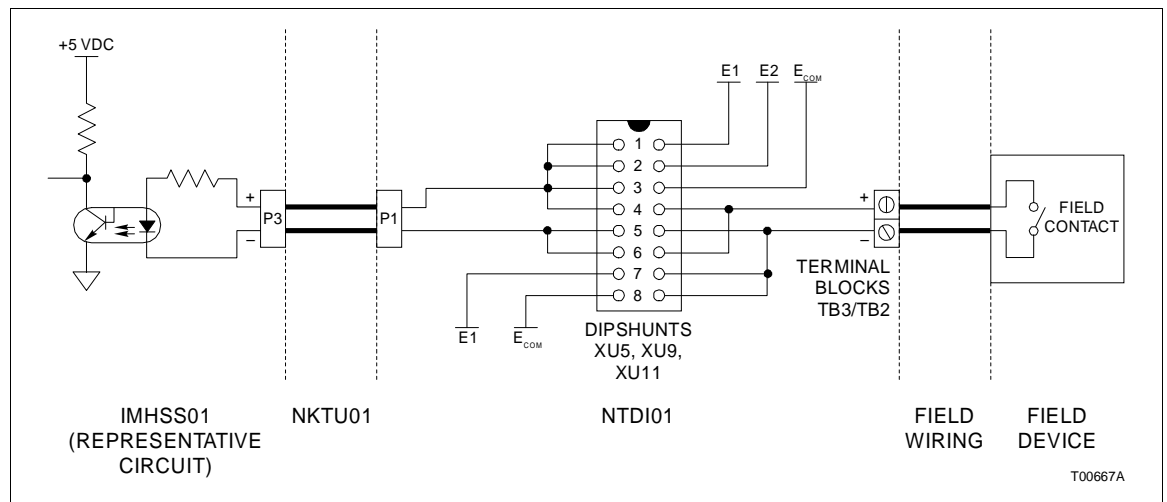 +5 VDC
E1 E2 ECOM
1
2
3
4
5
6
7
8
+
P3
–
P1
+
–
FIELD
CONTACT
TERMINAL
BLOCKS
TB3/TB2
E1
ECOM
DIPSHUNTS
XU5, XU9,
XU11
IMHSS01
(REPRESENTATIVE
CIRCUIT)
NKTU01
NTDI01
FIELD
WIRING
FIELD
DEVICE
T00667A